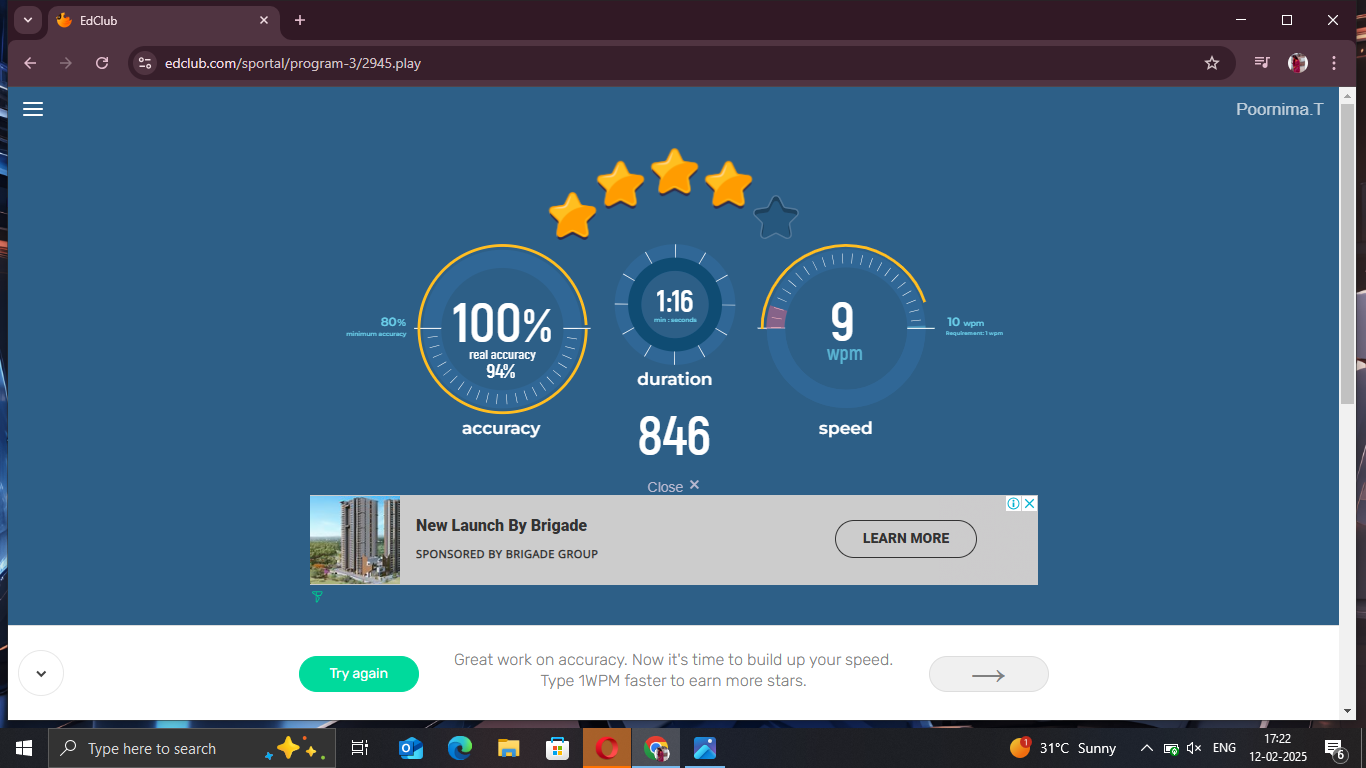 EdClub
edclub.com/sportal/program-3/2945.play
Poornima.T
80%
minimum accuracy
100%
real accuracy
94%
accuracy
1:16
min : seconds
duration
846
9
wpm
speed
10 wpm
Requirement: 1 wpm
Close ×
New Launch By Brigade
SPONSORED BY BRIGADE GROUP
LEARN MORE
Try again
Great work on accuracy. Now it's time to build up your speed.
Type 1WPM faster to earn more stars.
Type here to search
1
31°C Sunny
ENG
17:22
12-02-2025
6